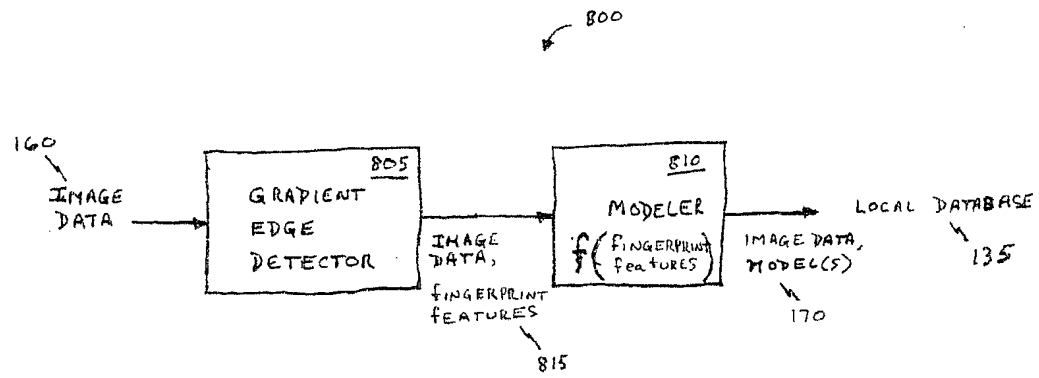 800
160
IMAGE
DATA
805
GRADIENT
EDGE
DETECTOR
IMAGE
DATA,
fINGERPRINT
fEATURES
815
810
MODELER
f(fINGERPRINT
features)
IMAGE DATA,
MODEL(S)
170
LOCAL DATABASE
135